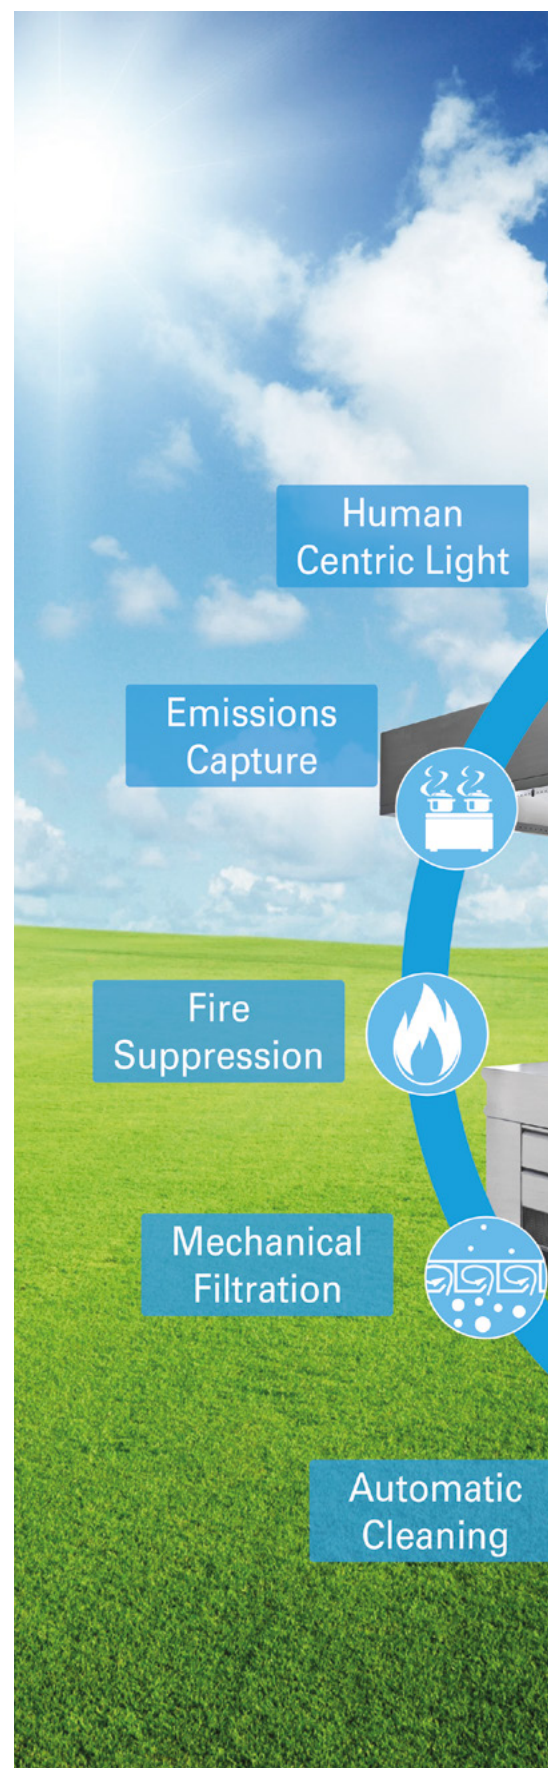 Human
Centric Light
Emissions
Capture
Fire
Suppression
Mechanical
Filtration
Automatic
Cleaning